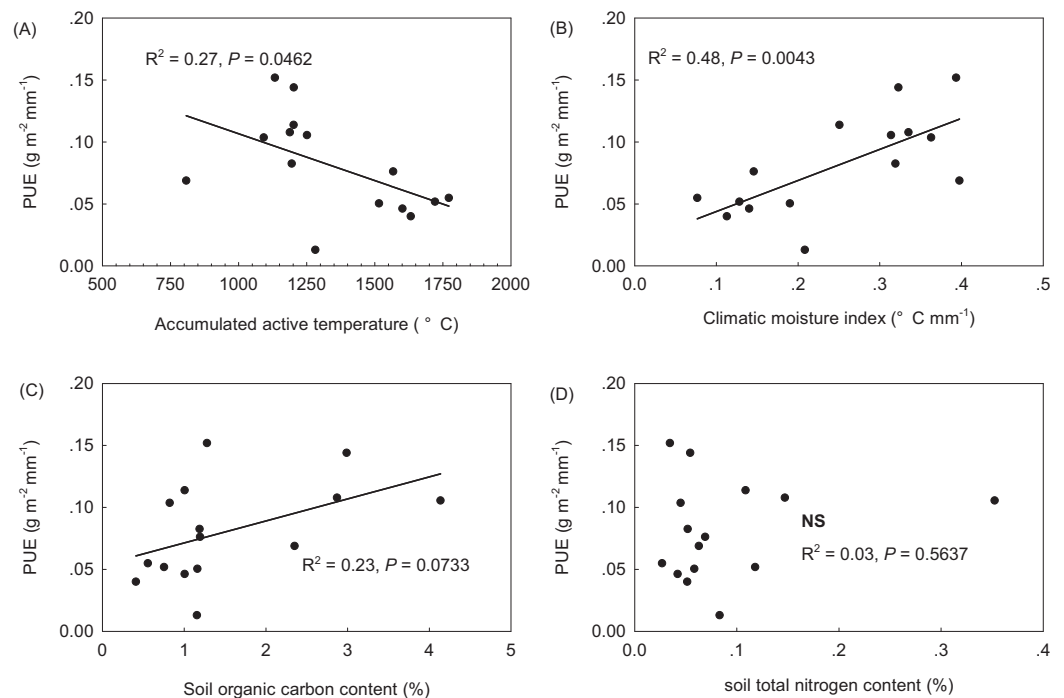 (A)
.20
.15
.10
.05
0.00
PUE (g m⁻² mm⁻¹)
R² = 0.27, P = 0.0462
500 750 1000 1250 1500 1750 2000
Accumulated active temperature ( ° C)
(B)
.20
.15
.10
.05
0.00
PUE (g m⁻² mm⁻¹)
R² = 0.48, P = 0.0043
0.0 .1 .2 .3 .4 .5
Climatic moisture index (° C mm⁻¹)
(C)
.20
.15
.10
.05
0.00
PUE (g m⁻² mm⁻¹)
R² = 0.23, P = 0.0733
0 1 2 3 4 5
Soil organic carbon content (%)
(D)
.20
.15
.10
.05
0.00
PUE (g m⁻² mm⁻¹)
NS
R² = 0.03, P = 0.5637
0.0 .1 .2 .3 .4
soil total nitrogen content (%)